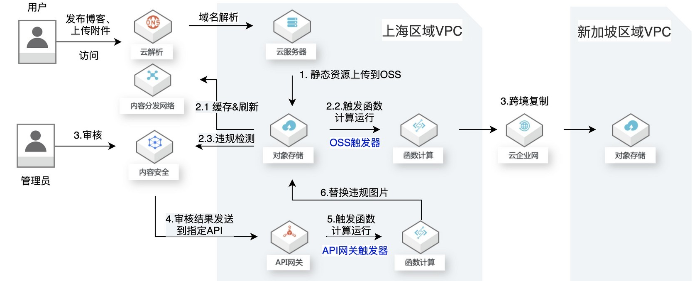 用户
发布博客、
上传附件
访问
云解析
域名解析
云服务器
上海区域VPC
新加坡区域VPC
1. 静态资源上传到OSS
内容分发网络
2.1 缓存&刷新
2.2.触发函数
计算运行
OSS触发器
3.跨境复制
3.审核
2.3.违规检测
内容安全
对象存储
函数计算
云企业网
对象存储
管理员
6.替换违规图片
4.审核结果发送
到指定API
5.触发函数
计算运行
API网关触发器
API网关
函数计算